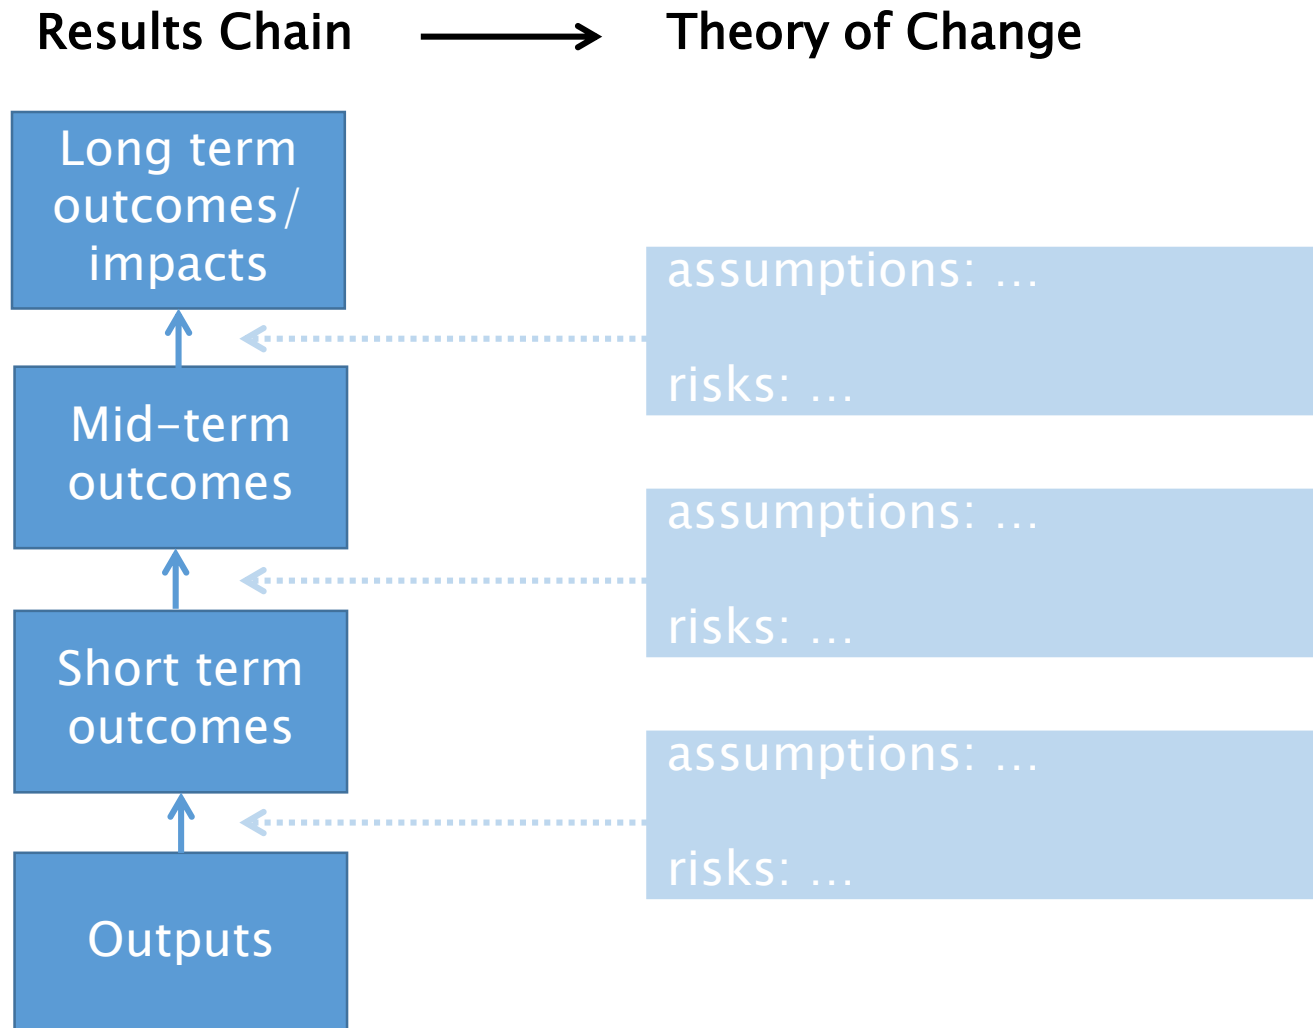 Results Chain
Theory of Change
Long term
outcomes/
impacts
assumptions: …
risks: …
Mid-term
outcomes
assumptions: …
risks: …
Short term
outcomes
assumptions: …
risks: …
Outputs